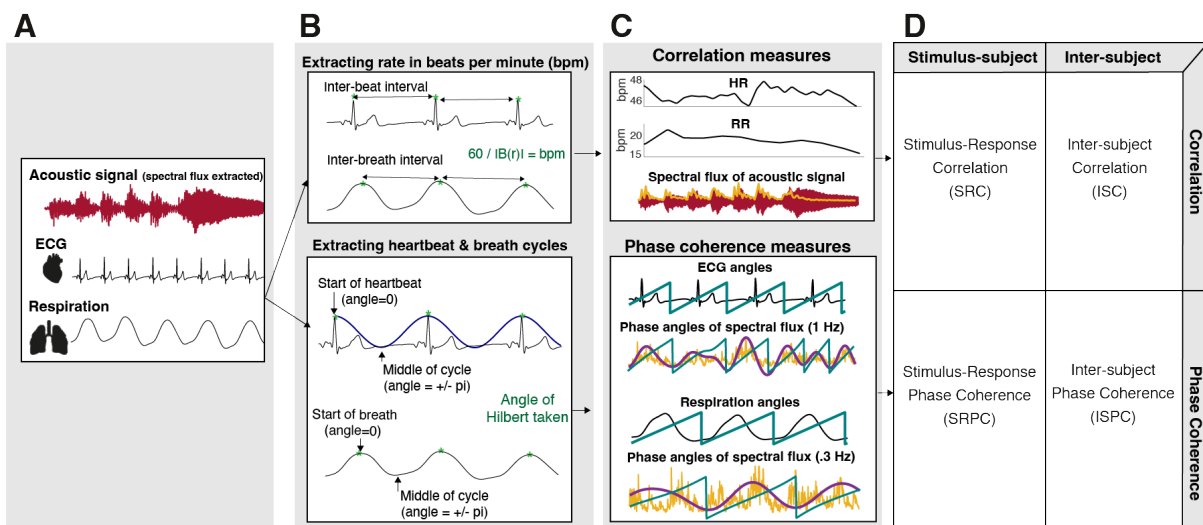 A
Acoustic signal (spectral flux extracted)
ECG
Respiration
B
Extracting rate in beats per minute (bpm)
Inter-beat interval
60 / |B(r)| = bpm
Inter-breath interval
Extracting heartbeat & breath cycles
Start of heartbeat
(angle=0)
Middle of cycle
(angle = +/- pi)
Angle of
Hilbert taken
Start of breath
(angle=0)
Middle of cycle
(angle = +/- pi)
C
Correlation measures
HR
bpm
48
46
RR
bpm
20
15
Spectral flux of acoustic signal
Phase coherence measures
ECG angles
Phase angles of spectral flux (1 Hz)
Respiration angles
Phase angles of spectral flux (.3 Hz)
D
Stimulus-subject
Inter-subject
Stimulus-Response
Correlation
(SRC)
Inter-subject
Correlation
(ISC)
Correlation
Stimulus-Response
Phase Coherence
(SRPC)
Inter-subject
Phase Coherence
(ISPC)
Phase Coherence